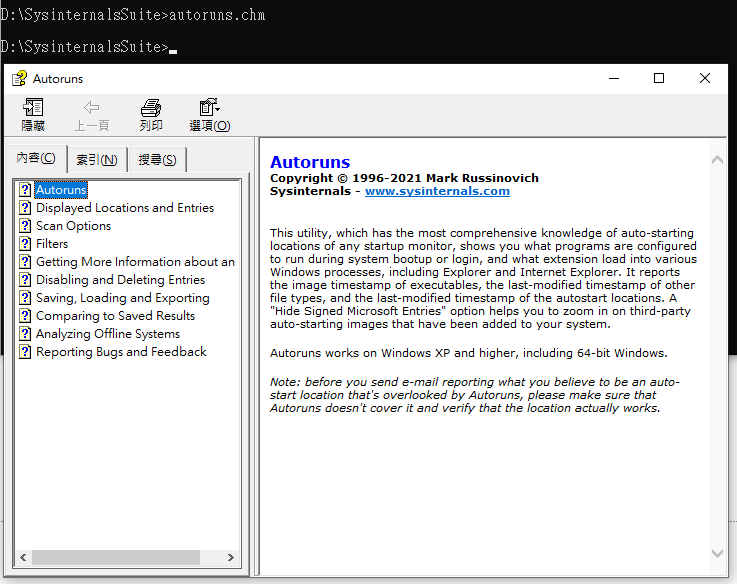 D:\SysinternalsSuite>autoruns.chm
D:\SysinternalsSuite>
Autoruns
隱藏
上一頁
列印
選項(O)
內容(C)
索引(N)
搜尋(S)
Autoruns
Displayed Locations and Entries
Scan Options
Filters
Getting More Information about an
Disabling and Deleting Entries
Saving, Loading and Exporting
Comparing to Saved Results
Analyzing Offline Systems
Reporting Bugs and Feedback
Autoruns
Copyright © 1996-2021 Mark Russinovich
Sysinternals - www.sysinternals.com
This utility, which has the most comprehensive knowledge of auto-starting
locations of any startup monitor, shows you what programs are configured
to run during system bootup or login, and what extension load into various
Windows processes, including Explorer and Internet Explorer. It reports
the image timestamp of executables, the last-modified timestamp of other
file types, and the last-modified timestamp of the autostart locations. A
"Hide Signed Microsoft Entries" option helps you to zoom in on third-party
auto-starting images that have been added to your system.
Autoruns works on Windows XP and higher, including 64-bit Windows.
Note: before you send e-mail reporting what you believe to be an auto-
start location that's overlooked by Autoruns, please make sure that
Autoruns doesn't cover it and verify that the location actually works.